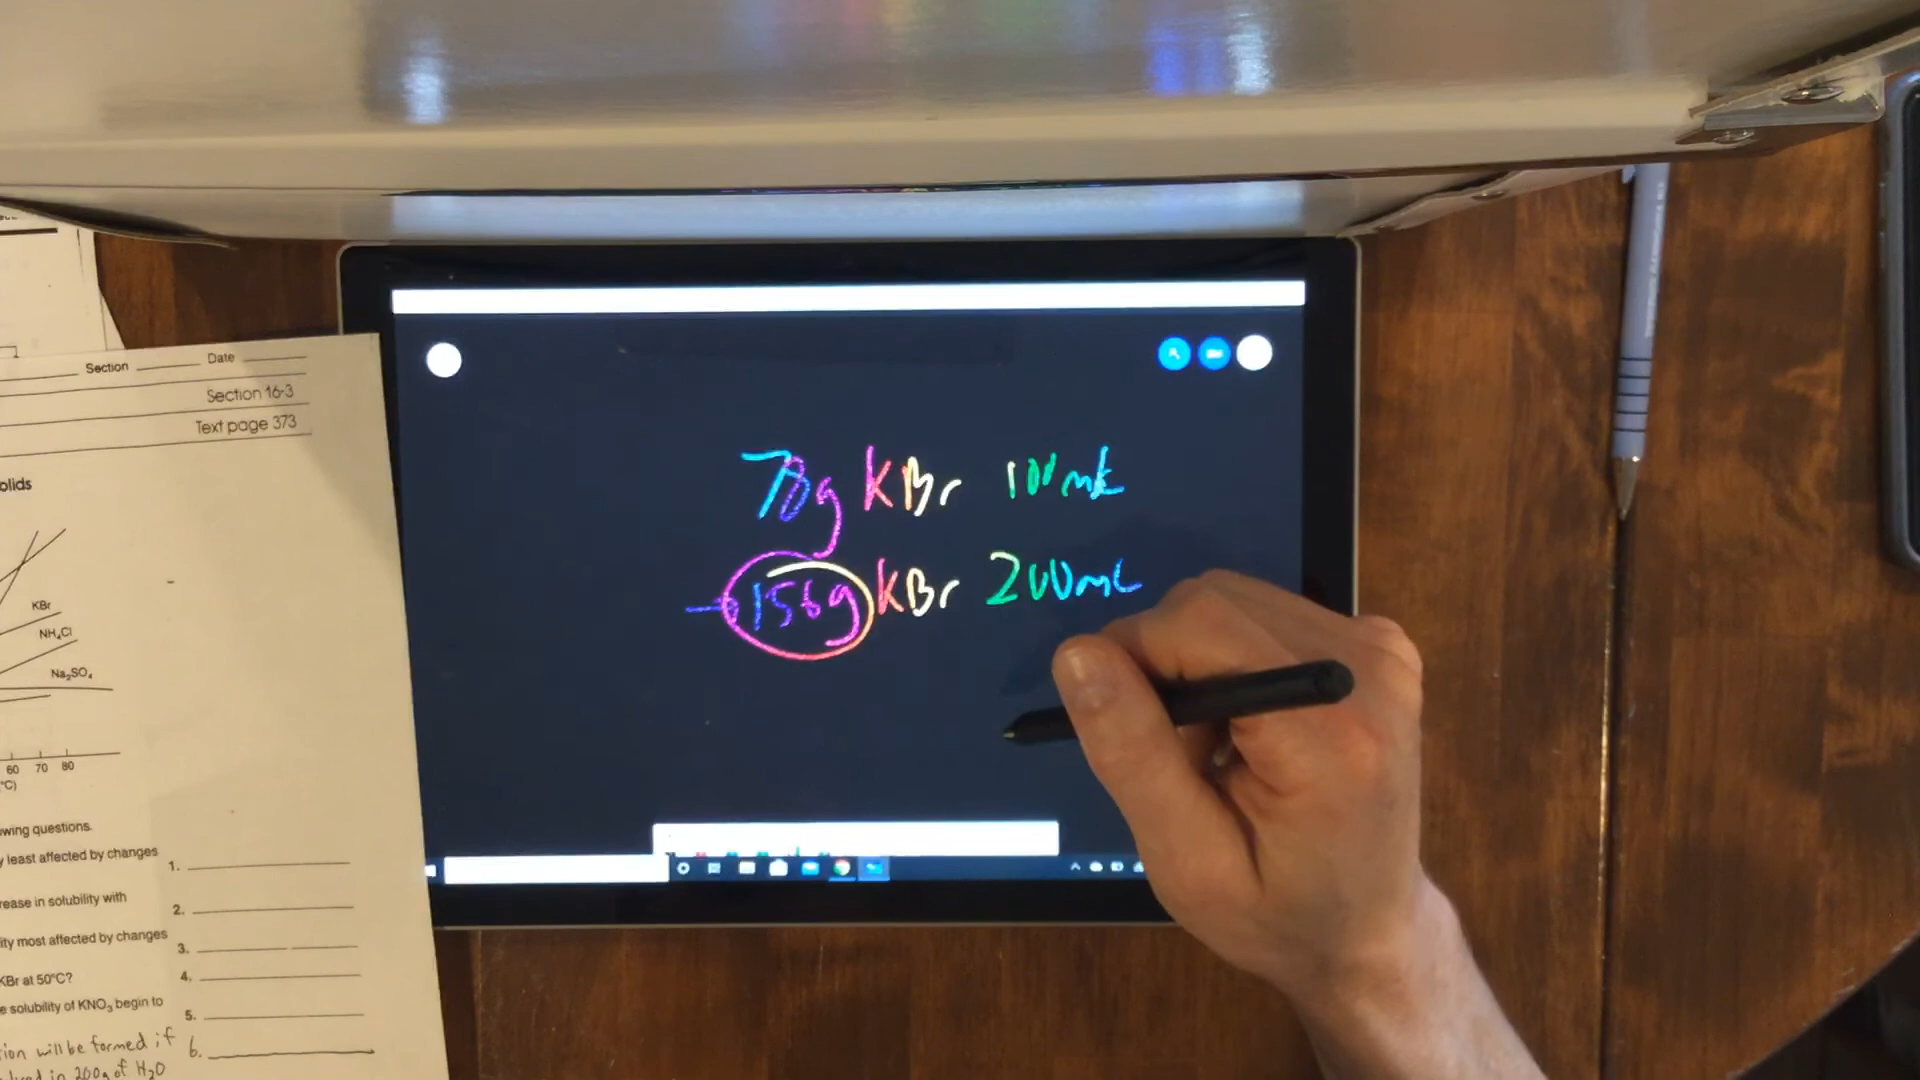 Section
Date
Section 16-3
Text page 373
olids
KBr
NH₄Cl
Na₂SO₄
60 70 80
°C)
wing questions.
y least affected by changes
1.
rease in solubility with
2.
ity most affected by changes
3.
KBr at 50°C?
4.
e solubility of KNO₃ begin to
5.
ion will be formed if
6.
lved in 200g of H₂O
78g KBr 100mL
156g KBr 200mL